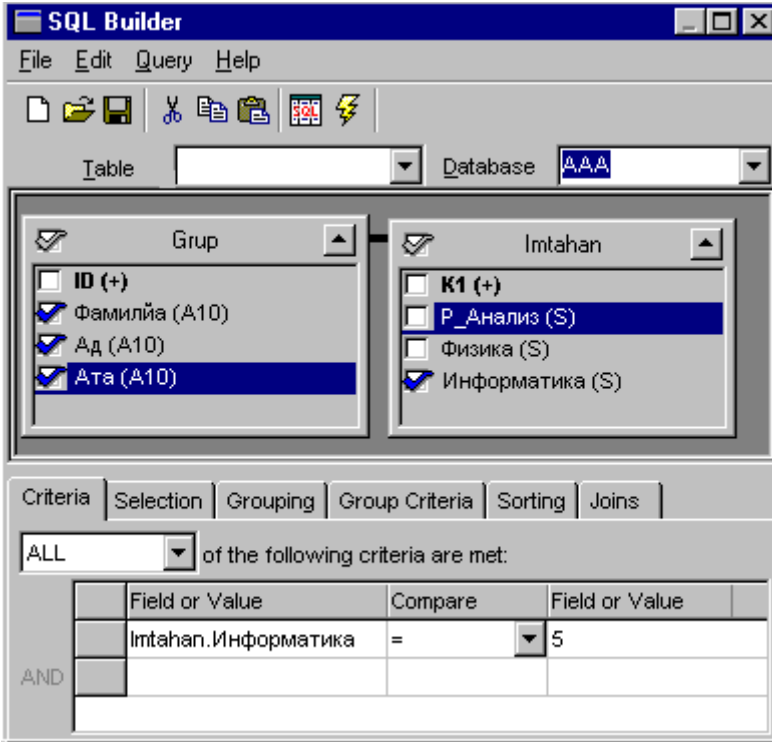 SQL Builder
File Edit Query Help
SQL
Table Database AAA
Grup
ID (+)
Фамилйа (A10)
Ад (A10)
Ата (A10)
Imtahan
K1 (+)
Р_Анализ (S)
Физика (S)
Информатика (S)
Criteria Selection Grouping Group Criteria Sorting Joins
ALL of the following criteria are met:
Field or Value Compare Field or Value
Imtahan.Информатика = 5
AND